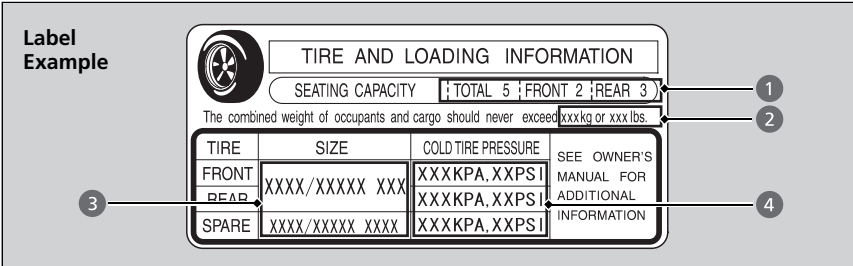 Label
Example
TIRE AND LOADING INFORMATION
SEATING CAPACITY TOTAL 5 FRONT 2 REAR 3
1
The combined weight of occupants and cargo should never exceed xxxkg or xxx lbs.
2
TIRE SIZE COLD TIRE PRESSURE
SEE OWNER'S
MANUAL FOR
ADDITIONAL
INFORMATION
FRONT XXXX/XXXXX XXX XXXKPA,XXPSI
REAR XXXKPA,XXPSI
3
4
SPARE XXXX/XXXXX XXXX XXXKPA,XXPSI